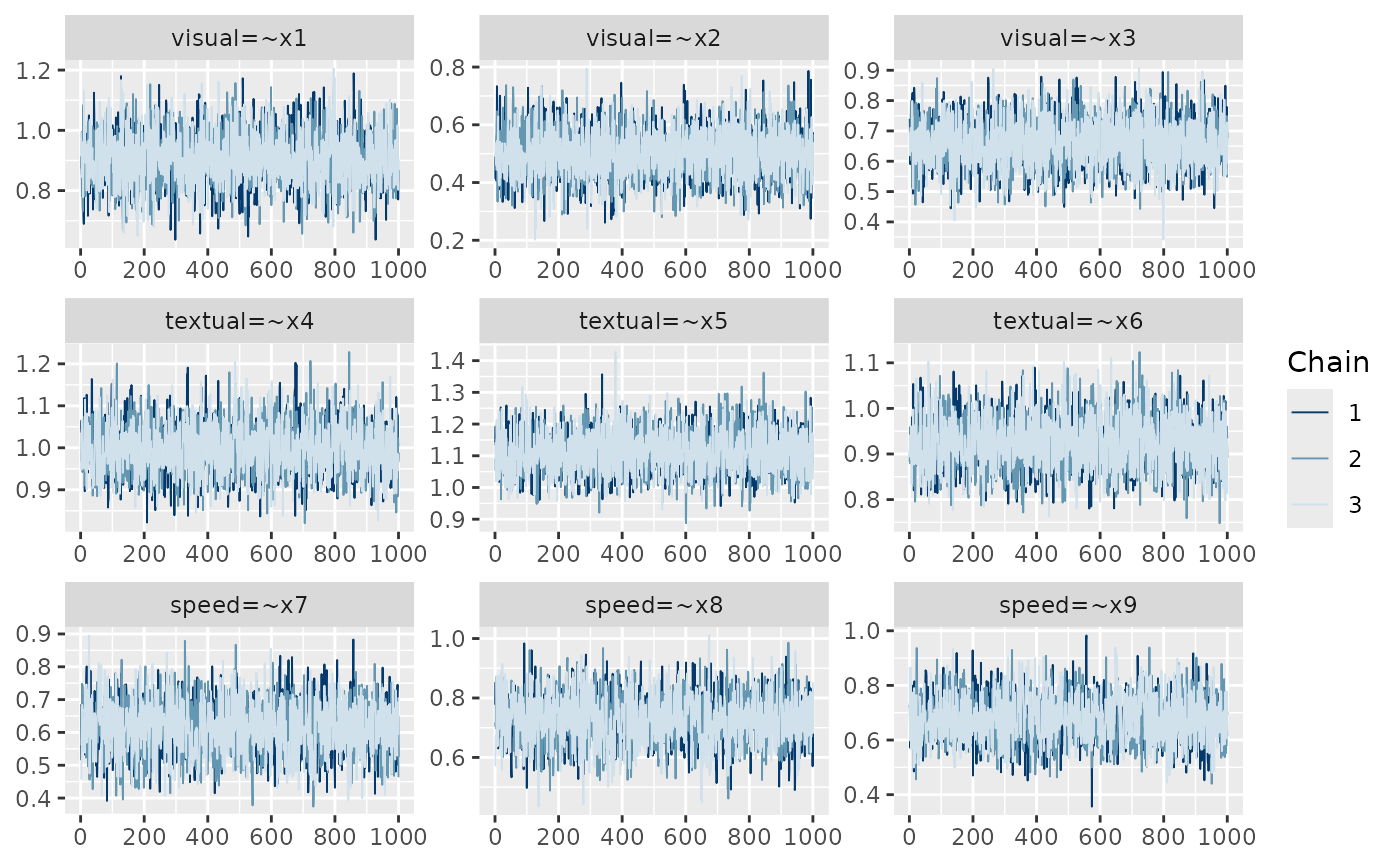 visual=~x1 visual=~x2 visual=~x3
1.2 0.8 0.9
1.0 0.6 0.8
0.8 0.4 0.7
0.2 0.6
0.5
0.4
0 200 400 600 800 1000 0 200 400 600 800 1000 0 200 400 600 800 1000
textual=~x4 textual=~x5 textual=~x6
1.2 1.4 1.1
1.1 1.3 1.0
1.0 1.2 0.9
0.9 1.1 0.8
1.0
0.9
0 200 400 600 800 1000 0 200 400 600 800 1000 0 200 400 600 800 1000
speed=~x7 speed=~x8 speed=~x9
0.9 1.0 1.0
0.8 0.8 0.8
0.7 0.6 0.6
0.6 0.4
0.5
0.4
0 200 400 600 800 1000 0 200 400 600 800 1000 0 200 400 600 800 1000
Chain
1
2
3